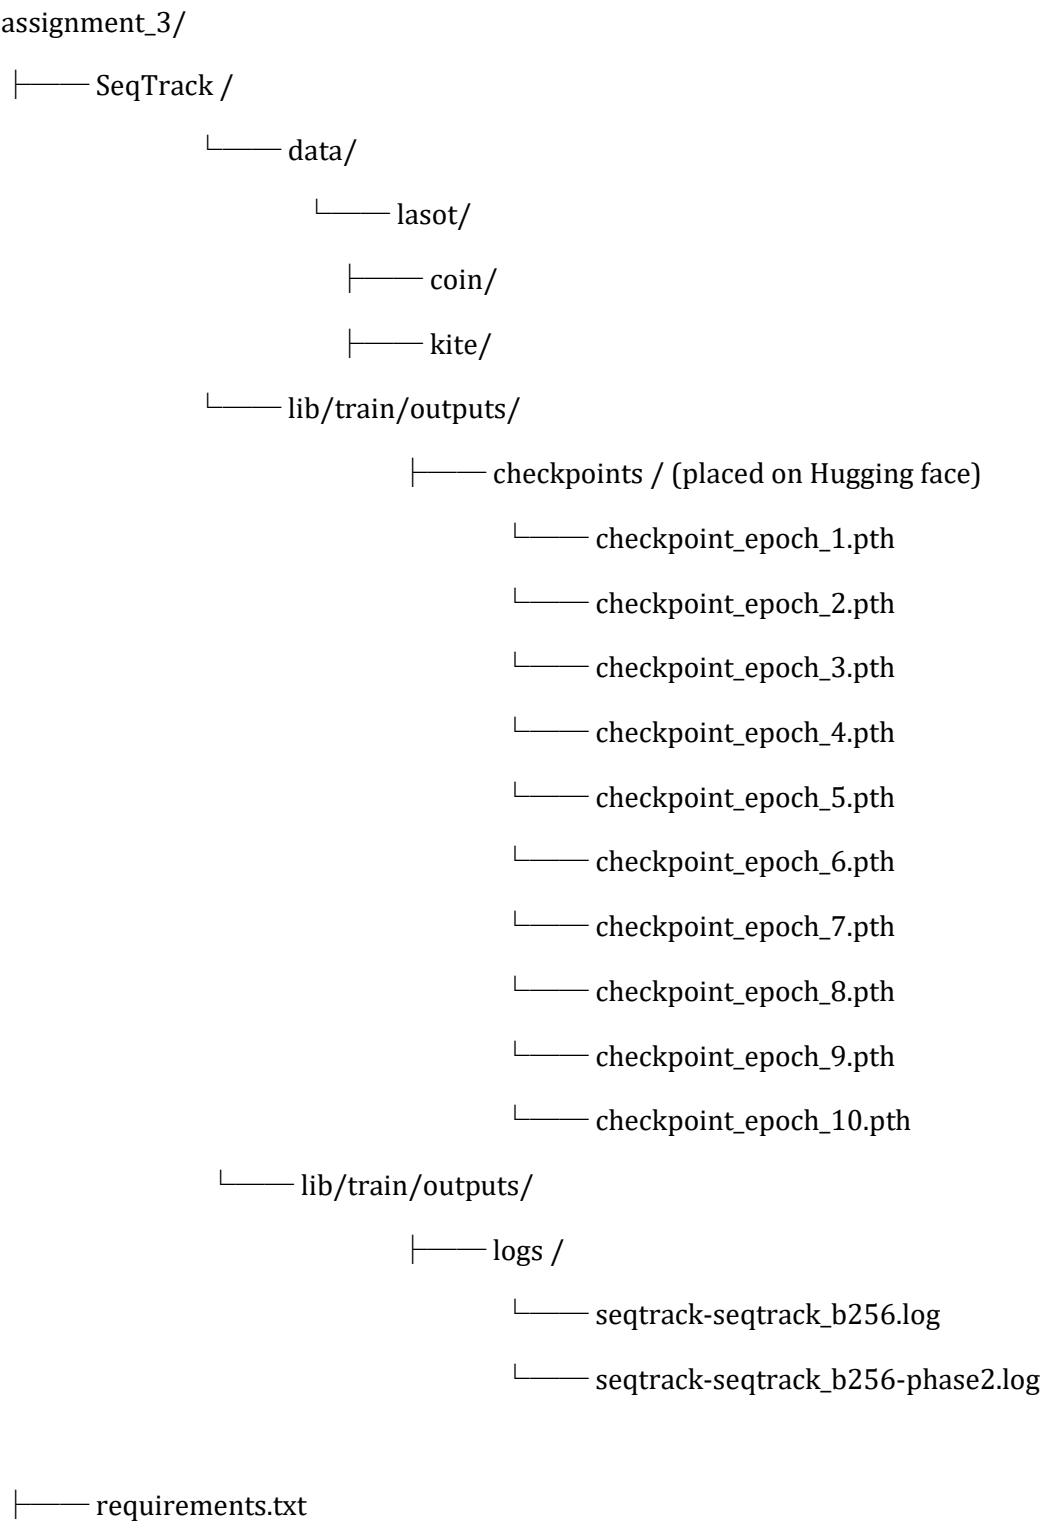 assignment_3/
├── SeqTrack /
└── data/
└── lasot/
├── coin/
├── kite/
└── lib/train/outputs/
├── checkpoints / (placed on Hugging face)
└── checkpoint_epoch_1.pth
└── checkpoint_epoch_2.pth
└── checkpoint_epoch_3.pth
└── checkpoint_epoch_4.pth
└── checkpoint_epoch_5.pth
└── checkpoint_epoch_6.pth
└── checkpoint_epoch_7.pth
└── checkpoint_epoch_8.pth
└── checkpoint_epoch_9.pth
└── checkpoint_epoch_10.pth
└── lib/train/outputs/
├── logs /
└── seqtrack-seqtrack_b256.log
└── seqtrack-seqtrack_b256-phase2.log
├── requirements.txt